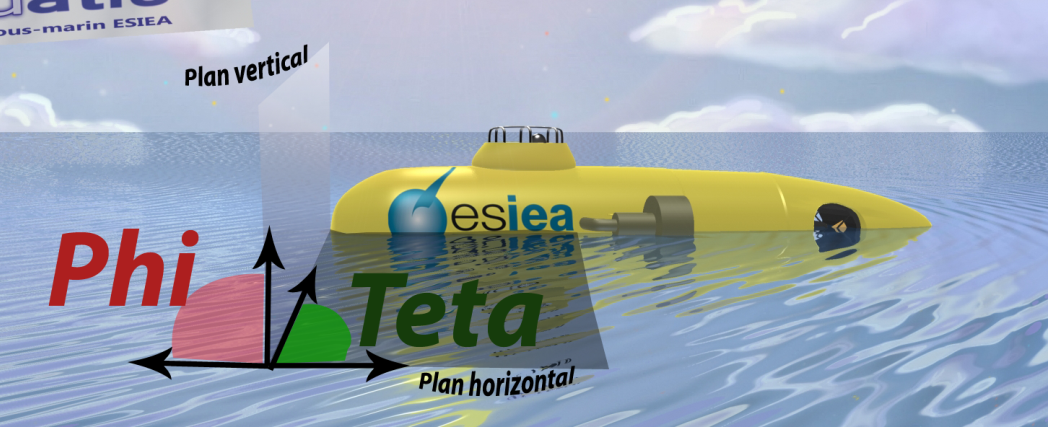 ous-marin ESIEA
Plan vertical
esiea
Phi
Teta
Plan horizontal